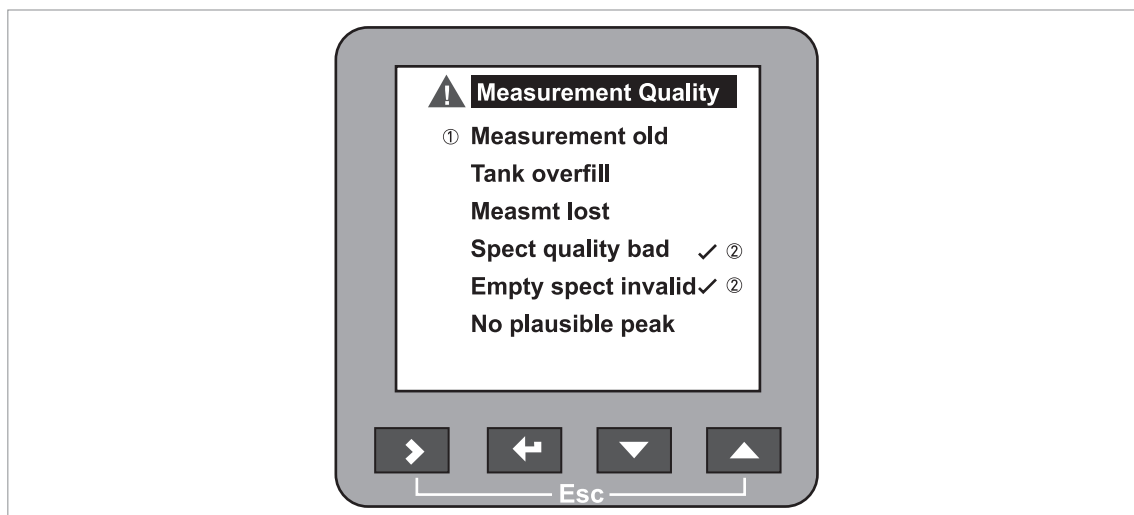 Measurement Quality
① Measurement old
Tank overfill
Measmt lost
Spect quality bad ✓ ②
Empty spect invalid ✓ ②
No plausible peak
Esc